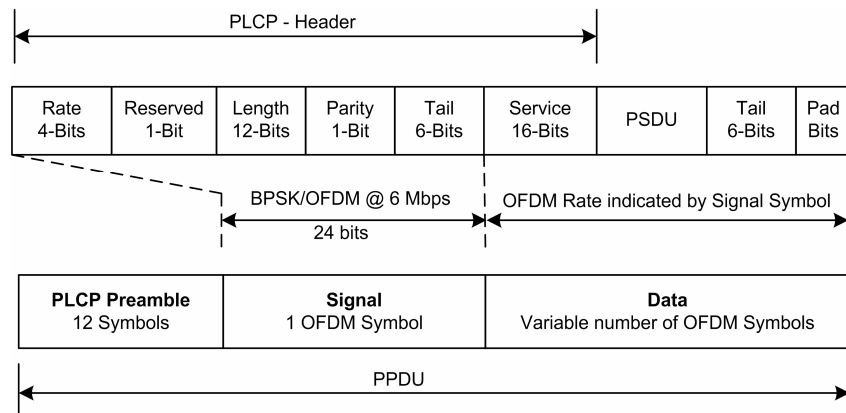 PLCP - Header
Rate
4-Bits
Reserved
1-Bit
Length
12-Bits
Parity
1-Bit
Tail
6-Bits
Service
16-Bits
PSDU
Tail
6-Bits
Pad
Bits
BPSK/OFDM @ 6 Mbps
24 bits
OFDM Rate indicated by Signal Symbol
PLCP Preamble
12 Symbols
Signal
1 OFDM Symbol
Data
Variable number of OFDM Symbols
PPDU